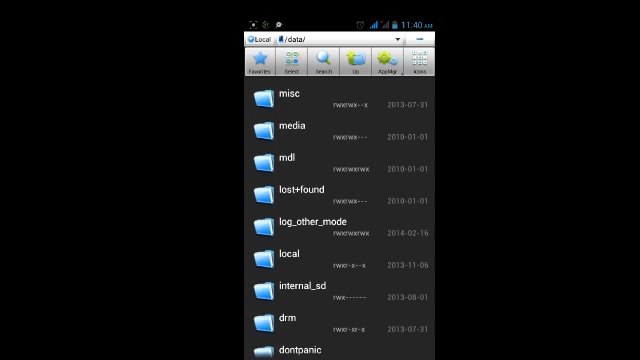 11:40 AM
Local /data/
Favorites Select Search Up AppMgr. Icons
misc
rwxrwx--x 2013-07-31
media
rwxrwx--- 2010-01-01
mdl
rwxrwxrwx 2010-01-01
lost+found
rwxrwx--- 2010-01-01
log_other_mode
rwxrwxrwx 2014-02-16
local
rwxr-x--x 2013-11-06
internal_sd
rwx------ 2013-08-01
drm
rwxr-xr-x 2013-07-31
dontpanic